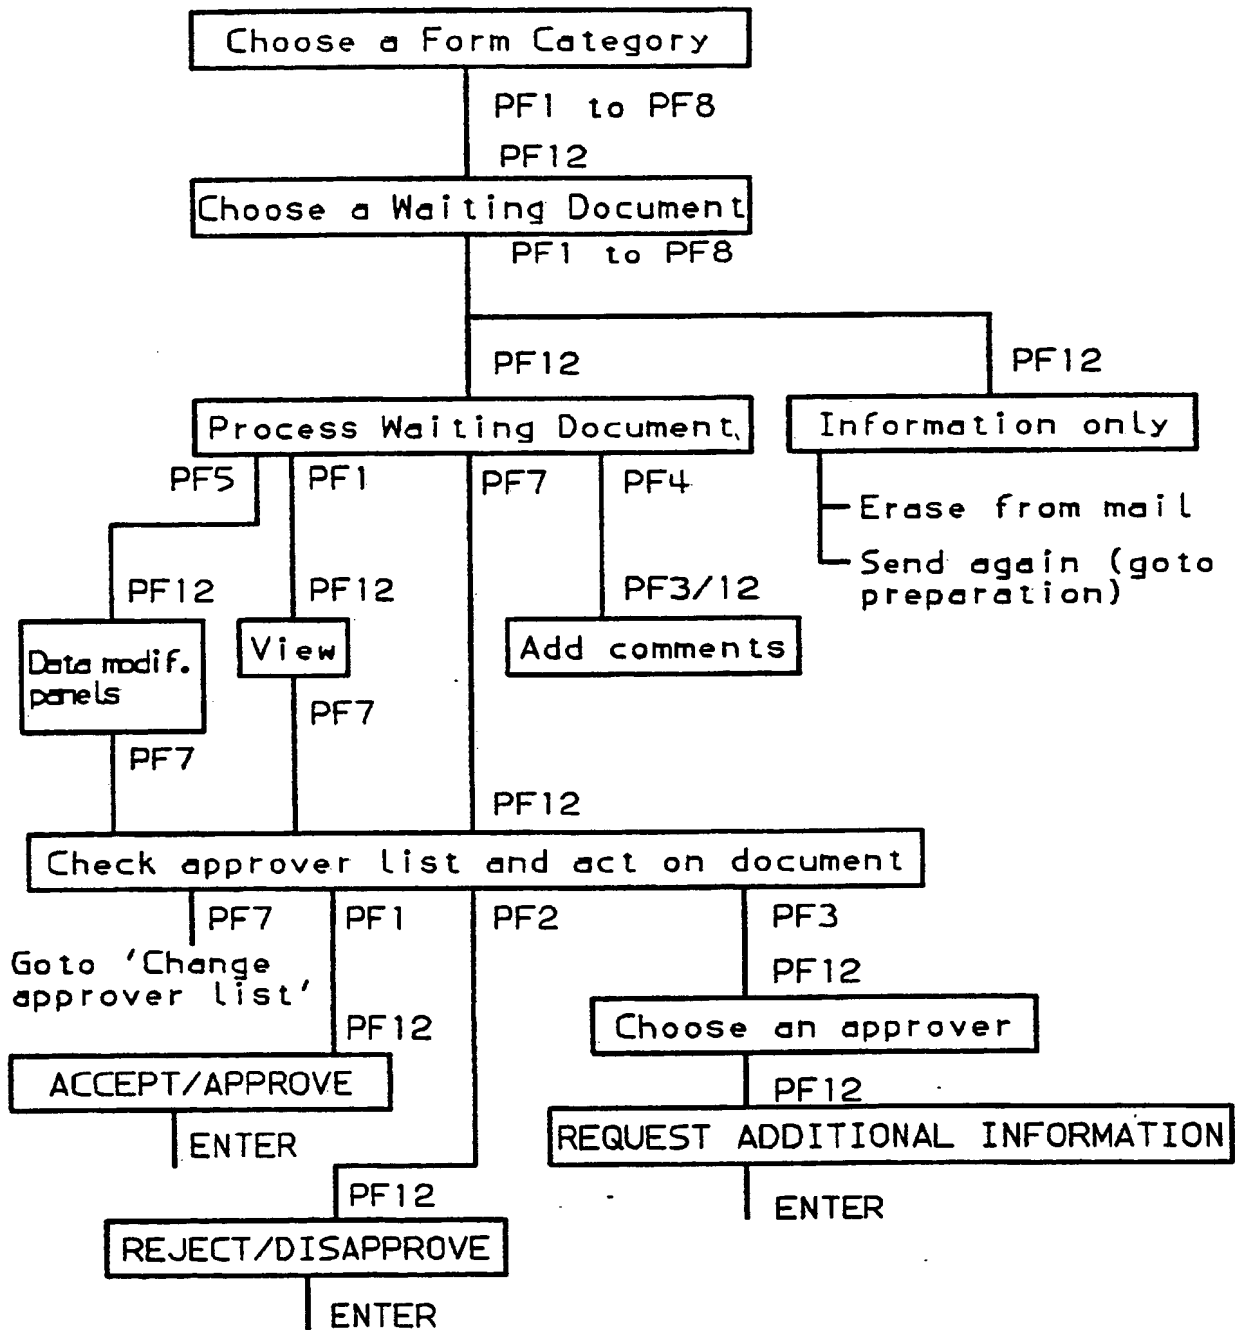 Choose a Form Category
PF1 to PF8
PF12
Choose a Waiting Document
PF1 to PF8
PF12
PF12
Process Waiting Document
Information only
PF5
PF1
PF7
PF4
Erase from mail
Send again (goto
preparation)
PF12
PF12
PF3/12
Data modif.
panels
View
Add comments
PF7
PF7
PF12
Check approver list and act on document
PF7
PF1
PF2
PF3
Goto 'Change
approver list'
PF12
PF12
Choose an approver
ACCEPT/APPROVE
PF12
ENTER
REQUEST ADDITIONAL INFORMATION
PF12
ENTER
REJECT/DISAPPROVE
ENTER